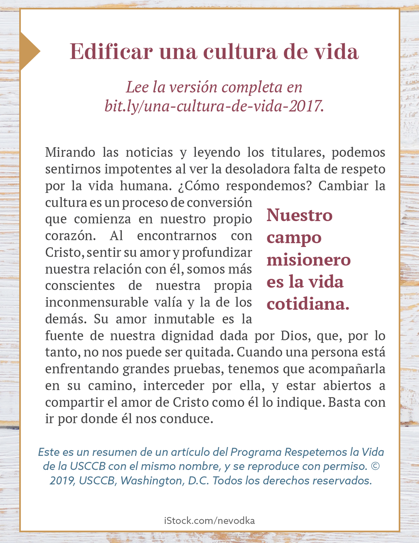 Edificar una cultura de vida
Lee la versión completa en
bit.ly/una-cultura-de-vida-2017.
Mirando las noticias y leyendo los titulares, podemos
sentirnos impotentes al ver la desoladora falta de respeto
por la vida humana. ¿Cómo respondemos? Cambiar la
cultura es un proceso de conversión
que comienza en nuestro propio
corazón. Al encontrarnos con
Cristo, sentir su amor y profundizar
nuestra relación con él, somos más
conscientes de nuestra propia
inconmensurable valía y la de los
demás. Su amor inmutable es la
fuente de nuestra dignidad dada por Dios, que, por lo
tanto, no nos puede ser quitada. Cuando una persona está
enfrentando grandes pruebas, tenemos que acompañarla
en su camino, interceder por ella, y estar abiertos a
compartir el amor de Cristo como él lo indique. Basta con
ir por donde él nos conduce.
Nuestro
campo
misionero
es la vida
cotidiana.
Este es un resumen de un artículo del Programa Respetemos la Vida
de la USCCB con el mismo nombre, y se reproduce con permiso. ©
2019, USCCB, Washington, D.C. Todos los derechos reservados.
iStock.com/nevodka